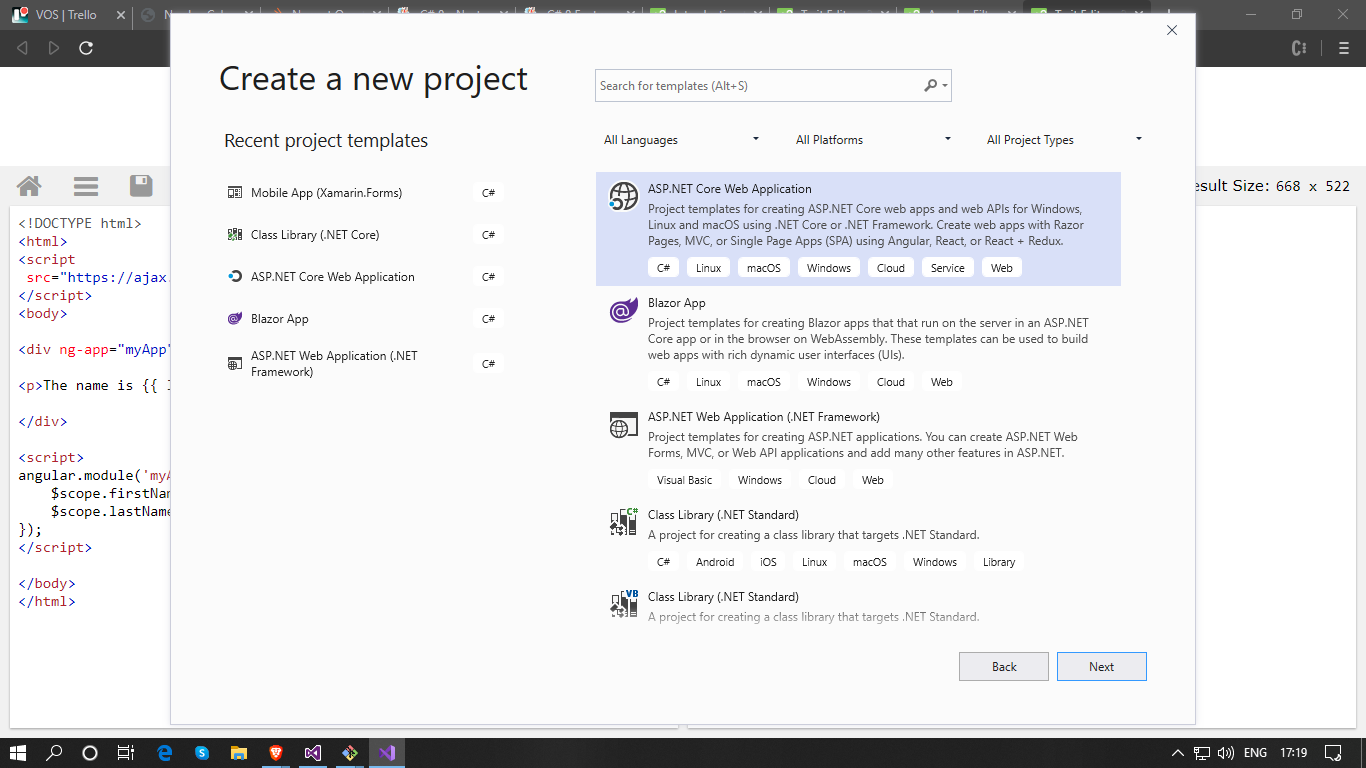 VOS | Trello
Create a new project
Search for templates (Alt+S)
Recent project templates
All Languages
All Platforms
All Project Types
Mobile App (Xamarin.Forms)
C#
Class Library (.NET Core)
C#
ASP.NET Core Web Application
C#
Blazor App
C#
ASP.NET Web Application (.NET
Framework)
C#
ASP.NET Core Web Application
Project templates for creating ASP.NET Core web apps and web APIs for Windows,
Linux and macOS using .NET Core or .NET Framework. Create web apps with Razor
Pages, MVC, or Single Page Apps (SPA) using Angular, React, or React + Redux.
C# Linux macOS Windows Cloud Service Web
Blazor App
Project templates for creating Blazor apps that that run on the server in an ASP.NET
Core app or in the browser on WebAssembly. These templates can be used to build
web apps with rich dynamic user interfaces (UIs).
C# Linux macOS Windows Cloud Web
ASP.NET Web Application (.NET Framework)
Project templates for creating ASP.NET applications. You can create ASP.NET Web
Forms, MVC, or Web API applications and add many other features in ASP.NET.
Visual Basic Windows Cloud Web
C#
Class Library (.NET Standard)
A project for creating a class library that targets .NET Standard.
C# Android iOS Linux macOS Windows Library
VB
Class Library (.NET Standard)
A project for creating a class library that targets .NET Standard.
Back
Next
esult Size: 668 x 522
<!DOCTYPE html>
<html>
<script
src="https://ajax.
</script>
<body>
<div ng-app="myApp"
<p>The name is {{
</div>
<script>
angular.module('myA
$scope.firstNam
$scope.lastName
});
</script>
</body>
</html>
ENG
17:19